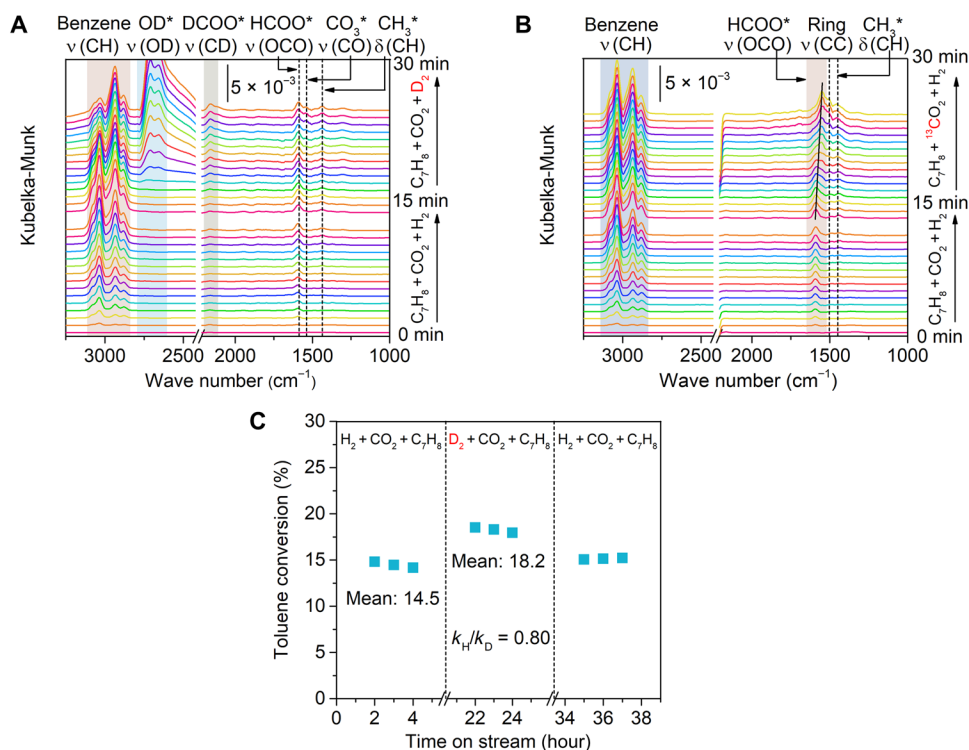 A
Benzene OD* DCOO* HCOO* CO₃* CH₃*
ν (CH) ν (OD) ν (CD) ν (OCO) ν (CO) δ (CH)
5 × 10⁻³
30 min
C₇H₈ + CO₂ + D₂
15 min
C₇H₈ + CO₂ + H₂
0 min
Kubelka-Munk
3000 2500 2000 1500 1000
Wave number (cm⁻¹)
B
Benzene HCOO* Ring CH₃*
ν (CH) ν (OCO) ν (CC) δ (CH)
5 × 10⁻³
30 min
C₇H₈ + ¹³CO₂ + H₂
15 min
C₇H₈ + CO₂ + H₂
0 min
Kubelka-Munk
3000 2500 2000 1500 1000
Wave number (cm⁻¹)
C
H₂ + CO₂ + C₇H₈ D₂ + CO₂ + C₇H₈ H₂ + CO₂ + C₇H₈
30
25
20
15
10
5
0
Toluene conversion (%)
Mean: 18.2
Mean: 14.5
k_H/k_D = 0.80
0 2 4 22 24 34 36 38
Time on stream (hour)